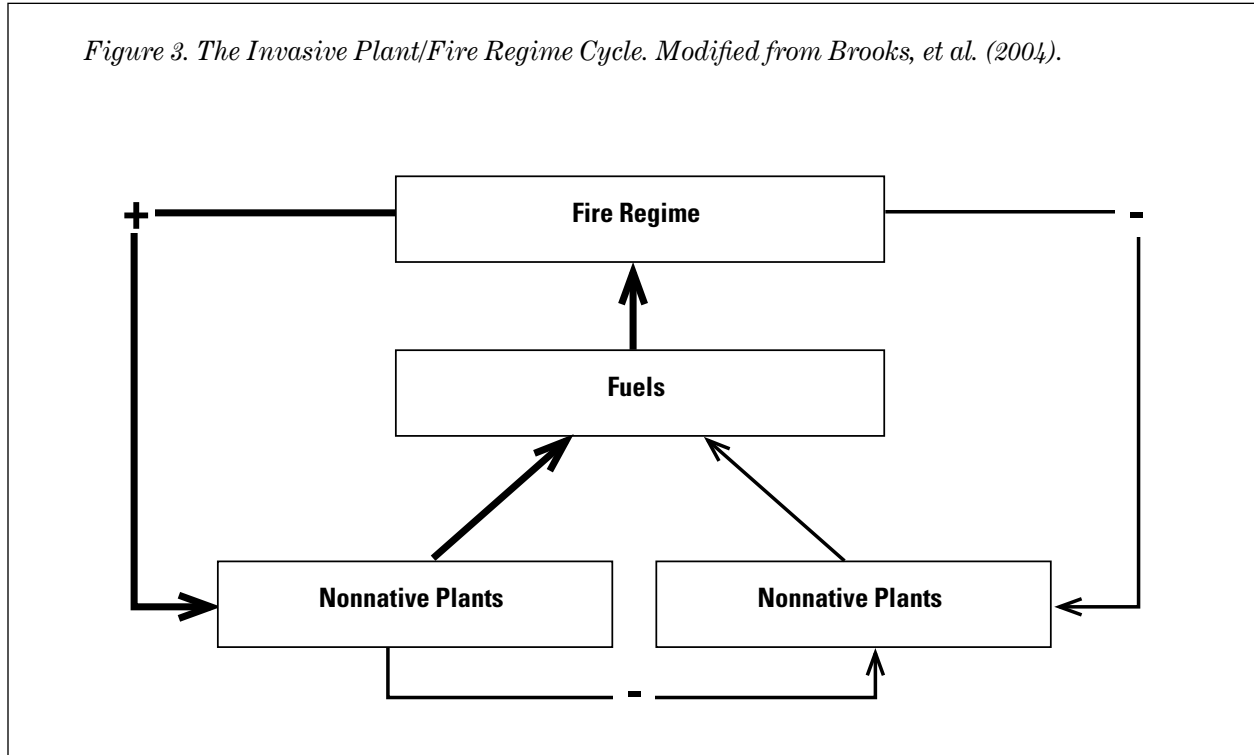 Figure 3. The Invasive Plant/Fire Regime Cycle. Modified from Brooks, et al. (2004).
+
Fire Regime
-
Fuels
Nonnative Plants
Nonnative Plants
-